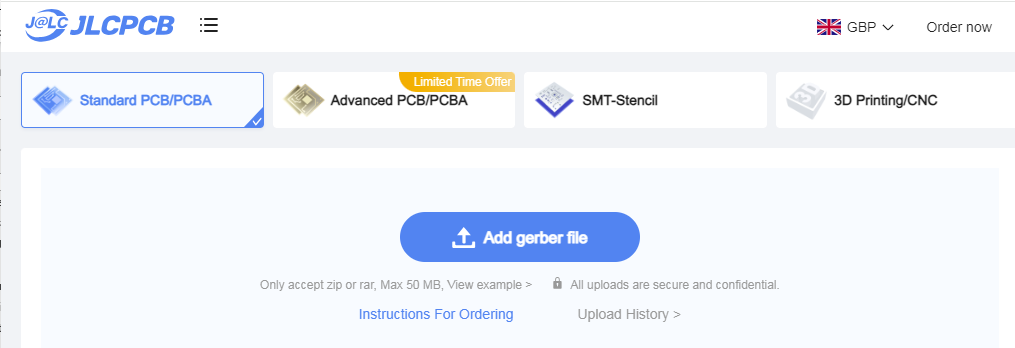 J@LC JLCPCB
GBP
Order now
Limited Time Offer
Standard PCB/PCBA
Advanced PCB/PCBA
SMT-Stencil
3D Printing/CNC
Add gerber file
Only accept zip or rar, Max 50 MB, View example >
All uploads are secure and confidential.
Instructions For Ordering
Upload History >